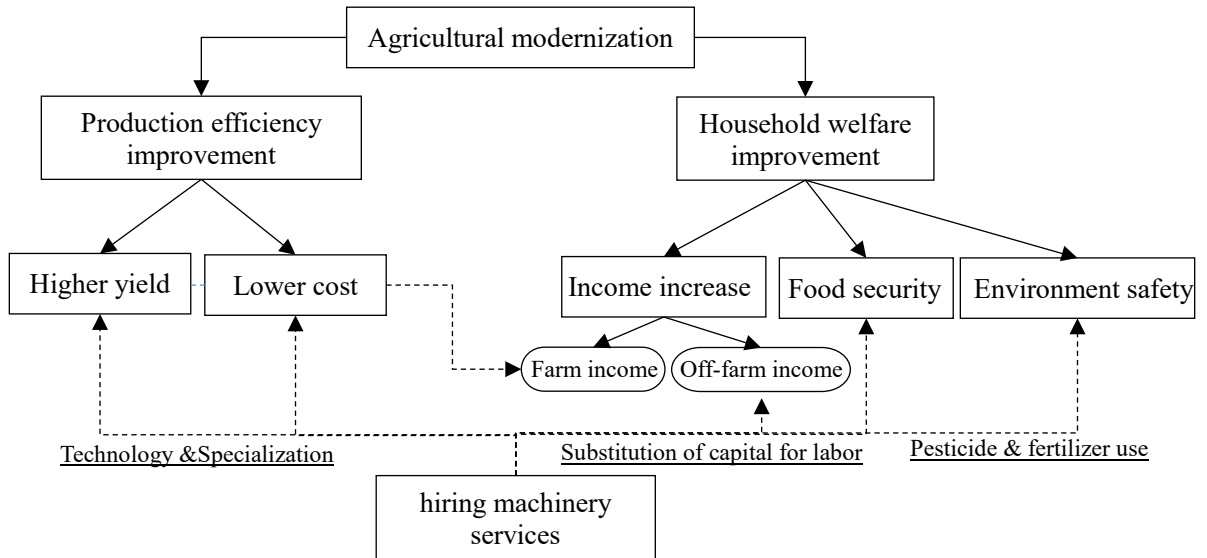 Agricultural modernization
Production efficiency
improvement
Household welfare
improvement
Higher yield
Lower cost
Income increase
Food security
Environment safety
Farm income
Off-farm income
Technology &Specialization
Substitution of capital for labor
Pesticide & fertilizer use
hiring machinery
services